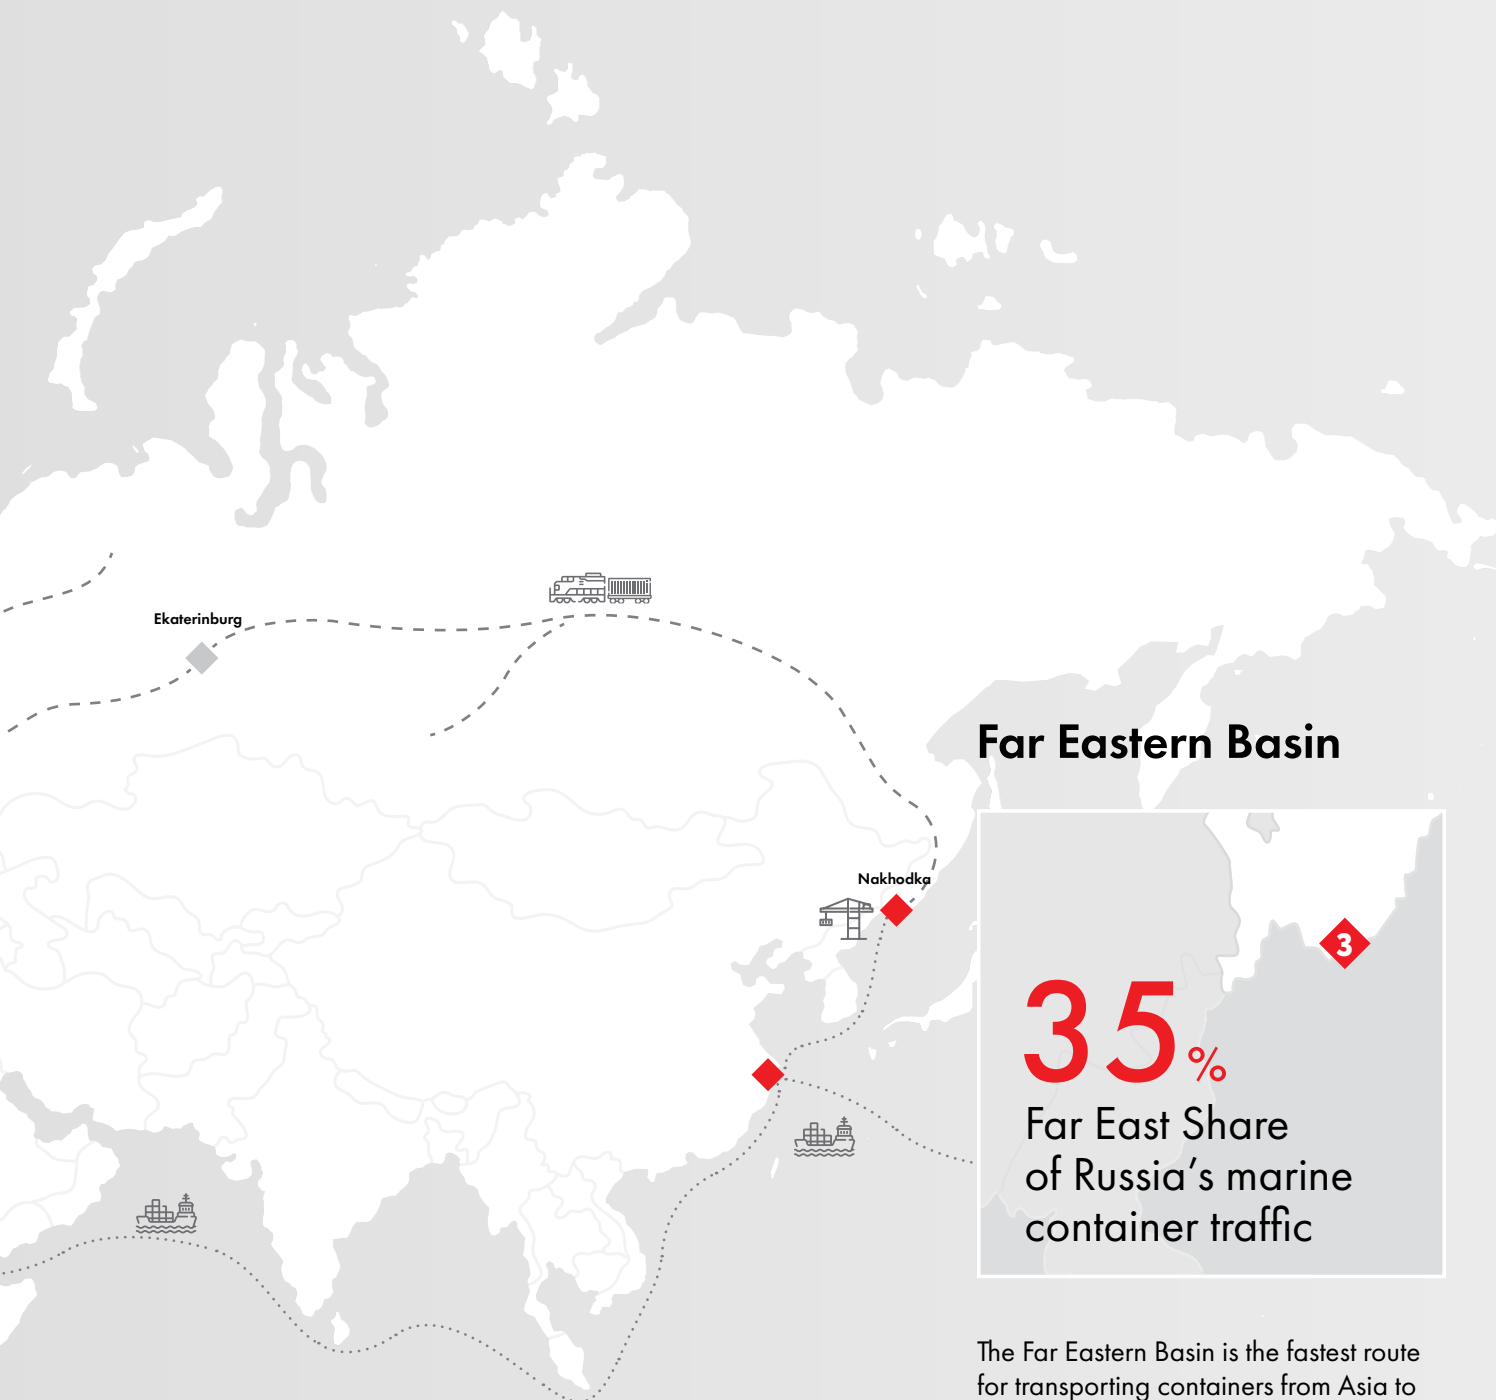 Ekaterinburg
Nakhodka
Far Eastern Basin
3
35%
Far East Share
of Russia’s marine
container traffic
The Far Eastern Basin is the fastest route
for transporting containers from Asia to